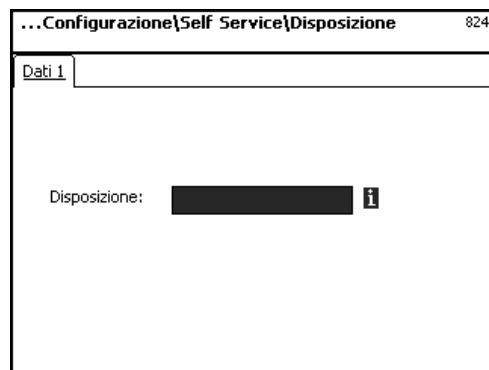 ...Configurazione\Self Service\Disposizione 824
Dati 1
Disposizione: i